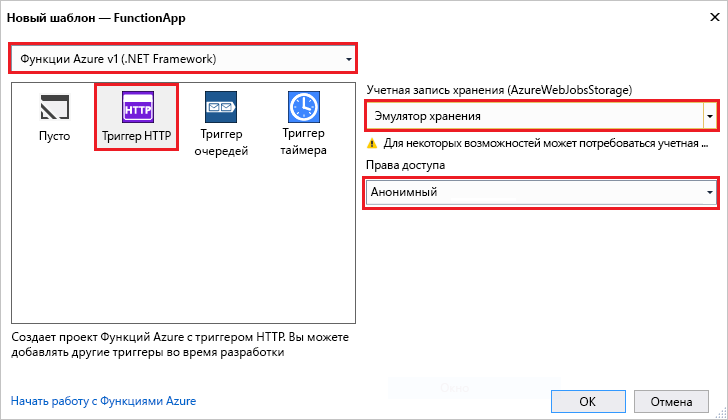 Новый шаблон — FunctionApp
Функции Azure v1 (.NET Framework)
HTTP
Пусто
Триггер HTTP
Триггер
очередей
Триггер
таймера
Учетная запись хранения (AzureWebJobsStorage)
Эмулятор хранения
Для некоторых возможностей может потребоваться учетная ...
Права доступа
Анонимный
Создает проект Функций Azure с триггером HTTP. Вы можете
добавлять другие триггеры во время разработки
Начать работу с Функциями Azure
ОК
Отмена